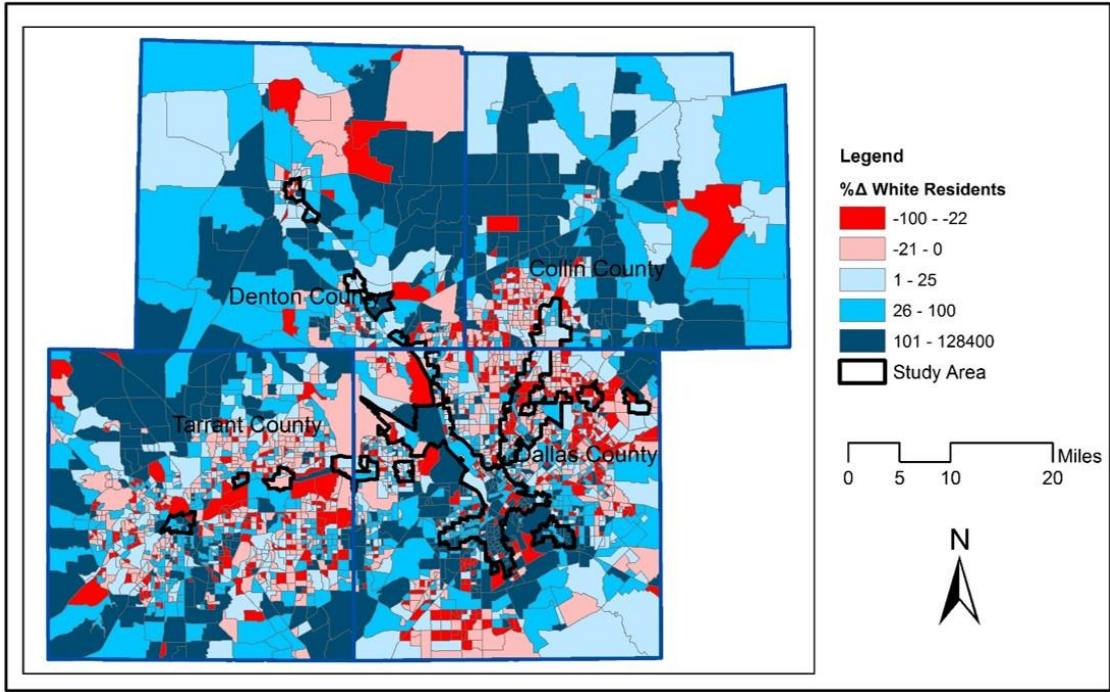 Collin County
Denton County
Tarrant County
Dallas County
Legend
%Δ White Residents
-100 - -22
-21 - 0
1 - 25
26 - 100
101 - 128400
Study Area
Miles
0 5 10 20
N